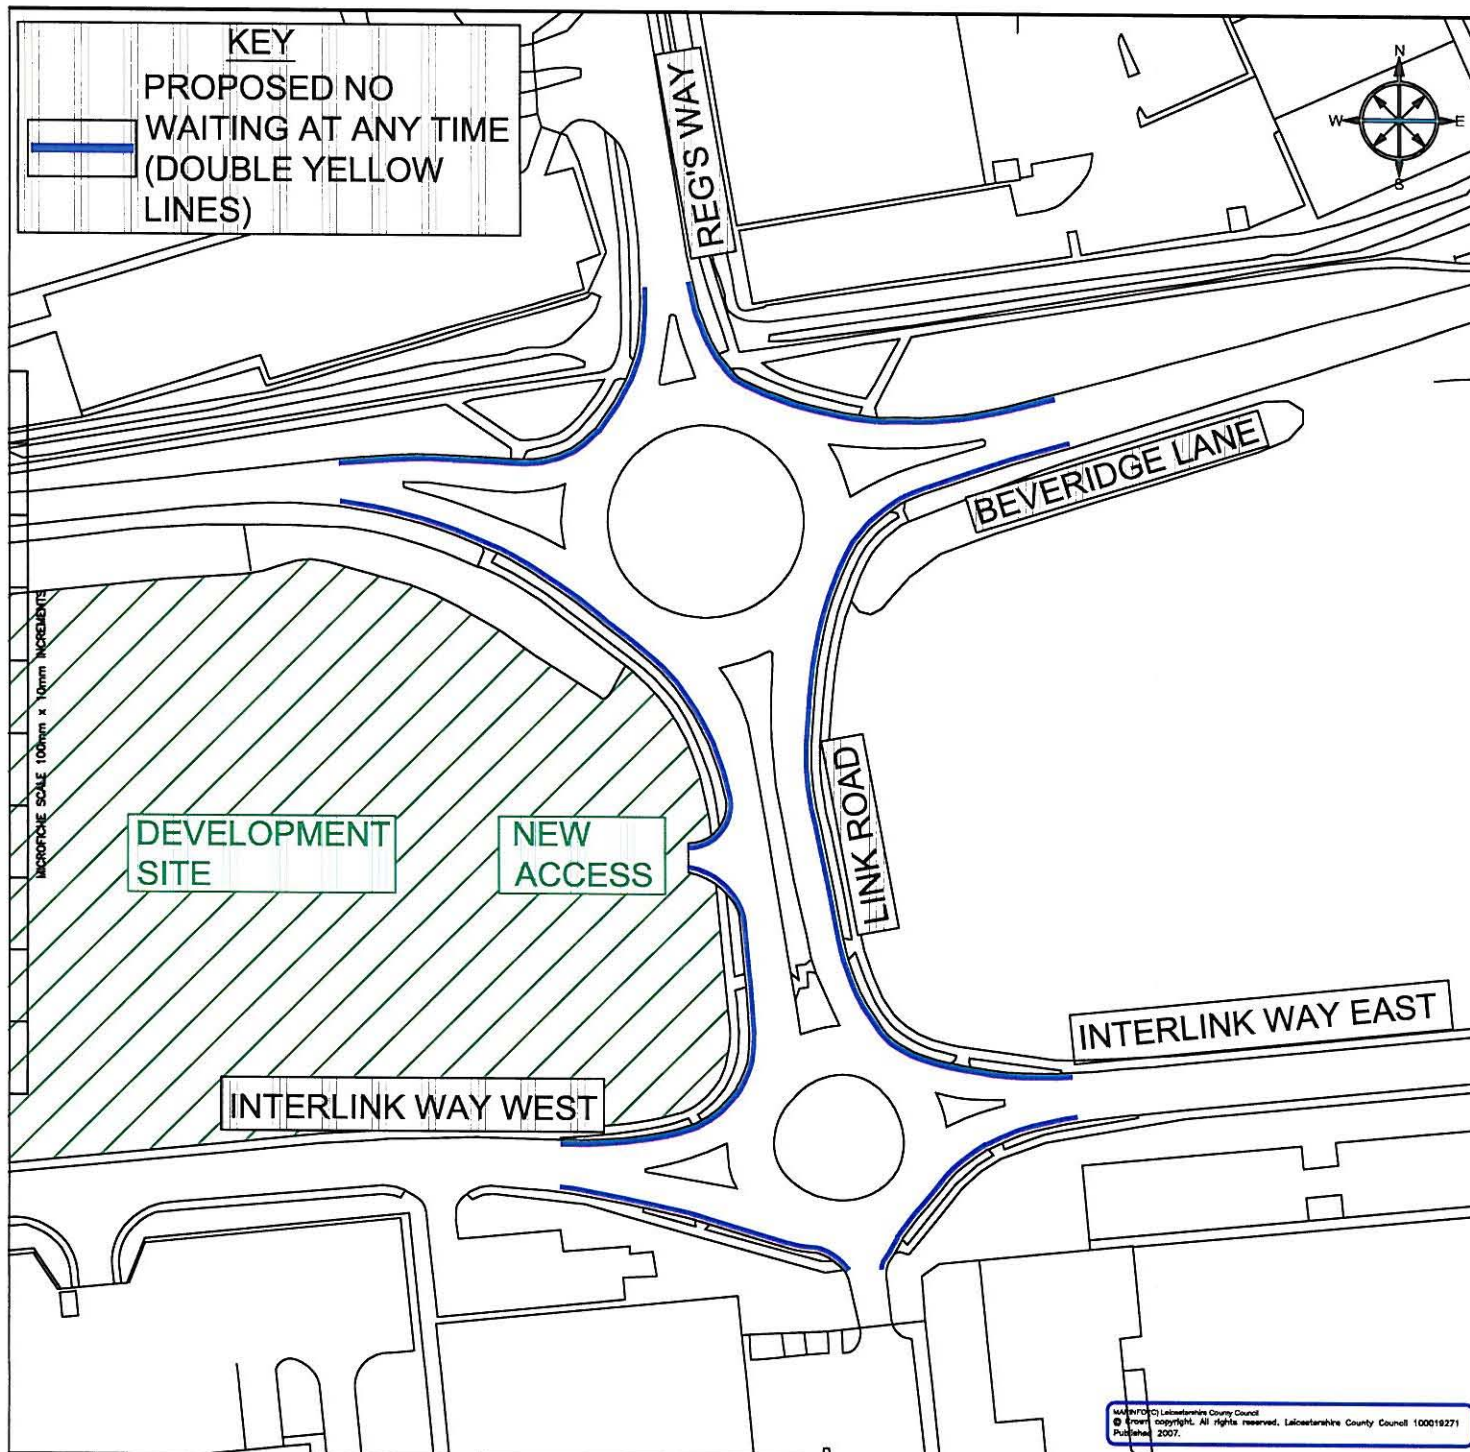 KEY
PROPOSED NO
WAITING AT ANY TIME
(DOUBLE YELLOW
LINES)
REG'S WAY
N
W
E
S
BEVERIDGE LANE
MICROFICHE SCALE 100mm x 10mm INCREMENTS
DEVELOPMENT
SITE
NEW
ACCESS
LINK ROAD
INTERLINK WAY EAST
INTERLINK WAY WEST
Leicestershire County Council
© Crown copyright. All rights reserved. Leicestershire County Council 100019271
Published 2007.